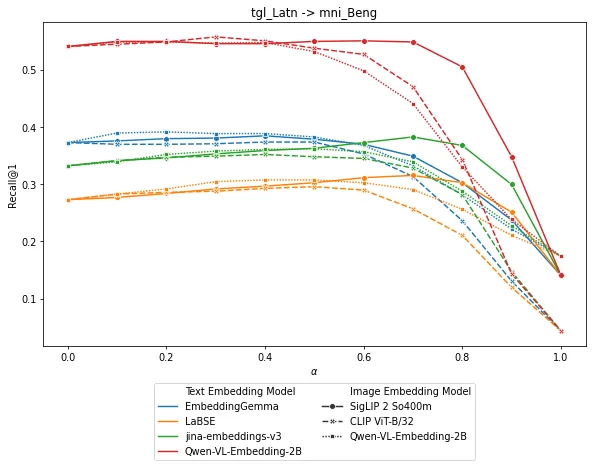 tgl_Latn -> mni_Beng
Recall@1
0.5
0.4
0.3
0.2
0.1
0.0 0.2 0.4 0.6 0.8 1.0
α
Text Embedding Model
EmbeddingGemma
LaBSE
jina-embeddings-v3
Qwen-VL-Embedding-2B
Image Embedding Model
SigLIP 2 So400m
CLIP ViT-B/32
Qwen-VL-Embedding-2B